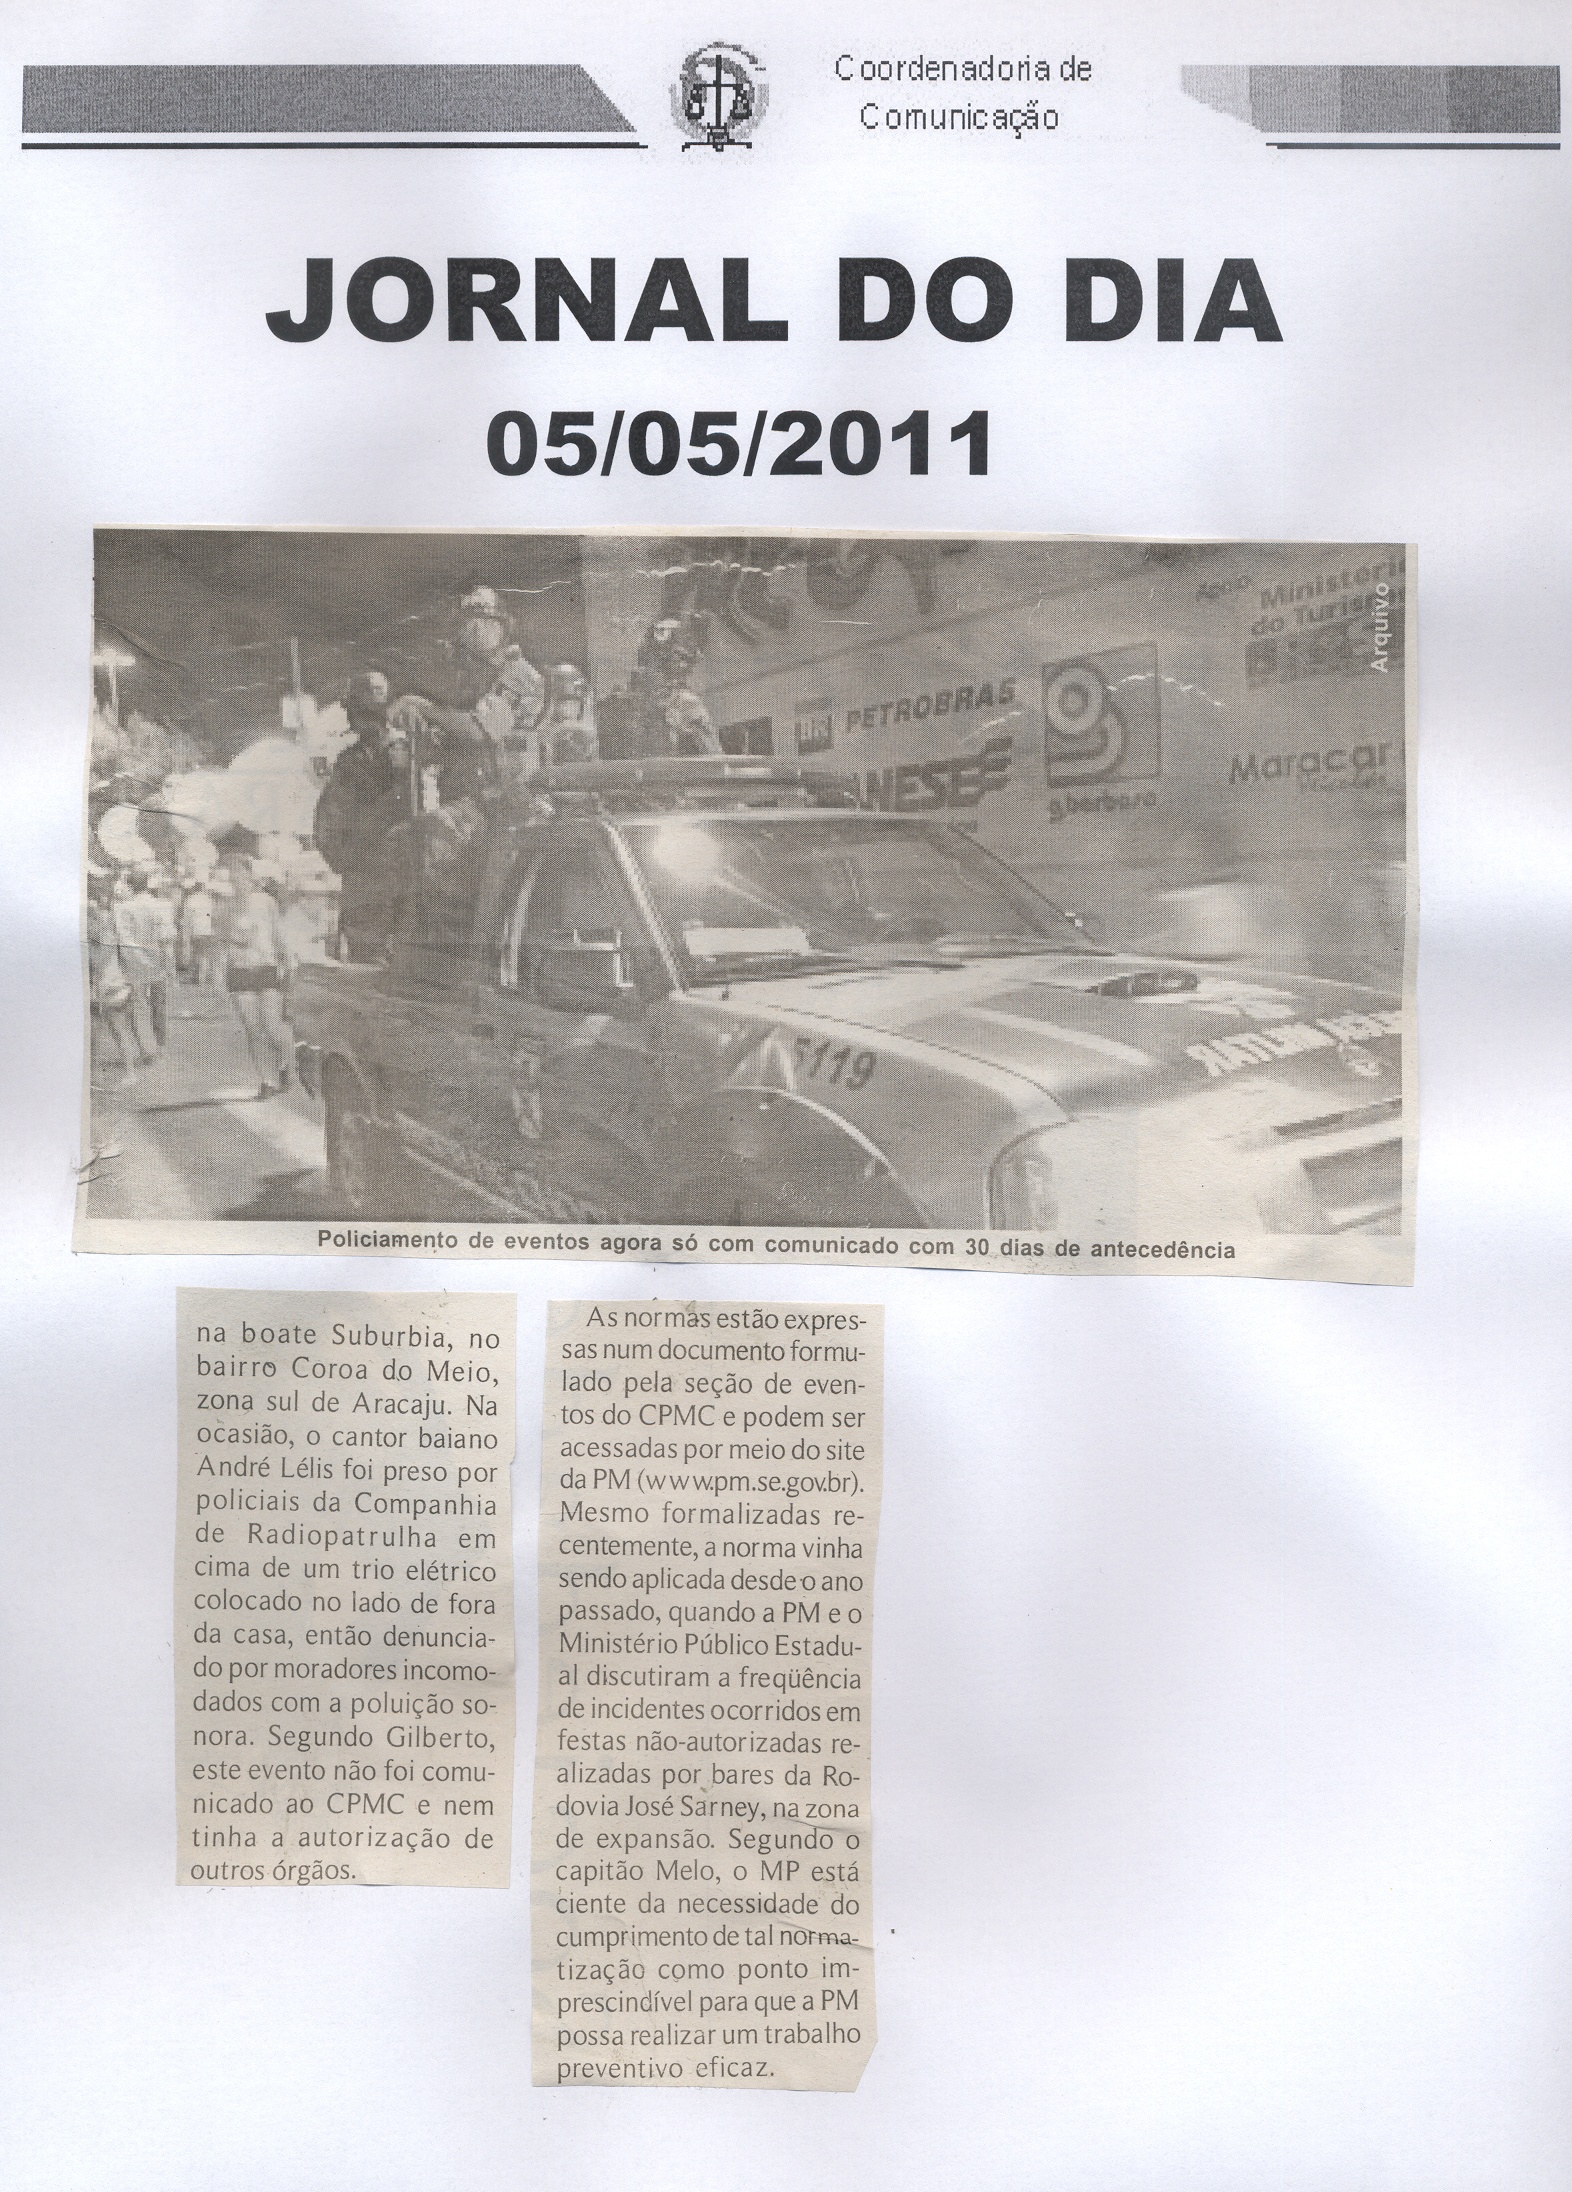 Coordenadoria de
Comunicação
JORNAL DO DIA
05/05/2011
Apoio
Ministério
do Turismo
Arquivo
BR PETROBRAS
gbarbosa
Maracar
5119
Policiamento de eventos agora só com comunicado com 30 dias de antecedência
na boate Suburbia, no
bairro Coroa do Meio,
zona sul de Aracaju. Na
ocasião, o cantor baiano
André Lélis foi preso por
policiais da Companhia
de Radiopatrulha em
cima de um trio elétrico
colocado no lado de fora
da casa, então denuncia-
do por moradores incomo-
dados com a poluição so-
nora. Segundo Gilberto,
este evento não foi comu-
nicado ao CPMC e nem
tinha a autorização de
outros órgãos.
As normas estão expres-
sas num documento formu-
lado pela seção de even-
tos do CPMC e podem ser
acessadas por meio do site
da PM (www.pm.se.gov.br).
Mesmo formalizadas re-
centemente, a norma vinha
sendo aplicada desde o ano
passado, quando a PM e o
Ministério Público Estadu-
al discutiram a freqüência
de incidentes ocorridos em
festas não-autorizadas re-
alizadas por bares da Ro-
dovia José Sarney, na zona
de expansão. Segundo o
capitão Melo, o MP está
ciente da necessidade do
cumprimento de tal norma-
tização como ponto im-
prescindível para que a PM
possa realizar um trabalho
preventivo eficaz.